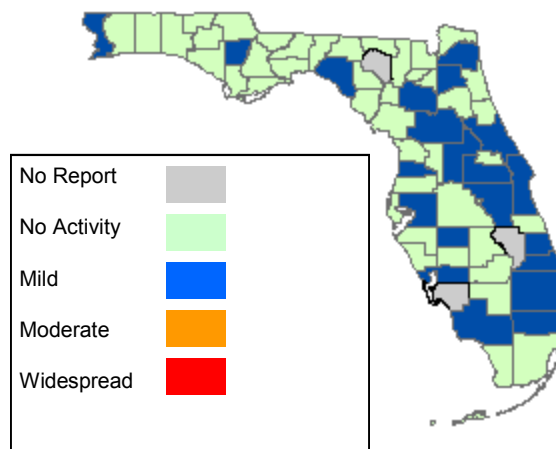 No Report
No Activity
Mild
Moderate
Widespread